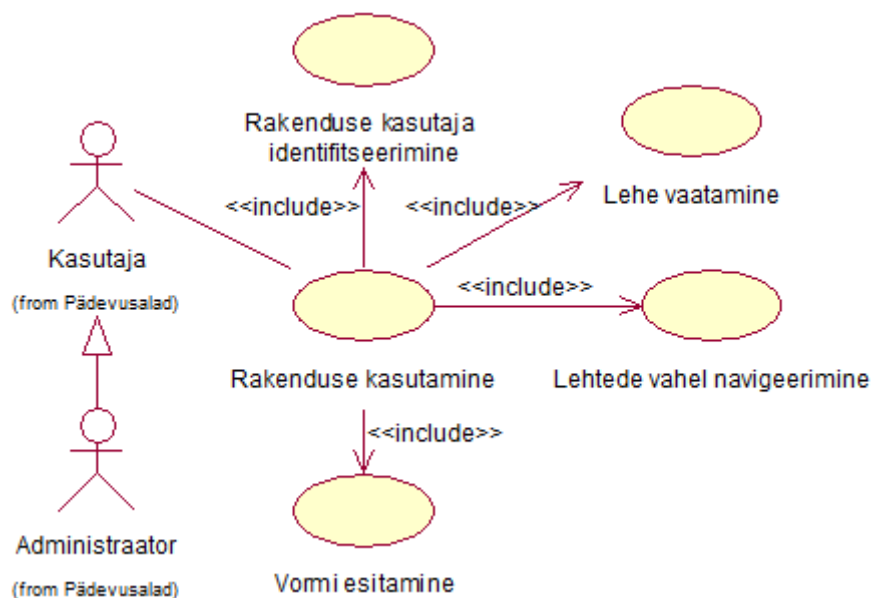 Rakenduse kasutaja
identifitseerimine
Lehe vaatamine
<<include>>
<<include>>
Kasutaja
(from Pädevusalad)
<<include>>
Rakenduse kasutamine
Lehtede vahel navigeerimine
<<include>>
Administraator
(from Pädevusalad)
Vormi esitamine